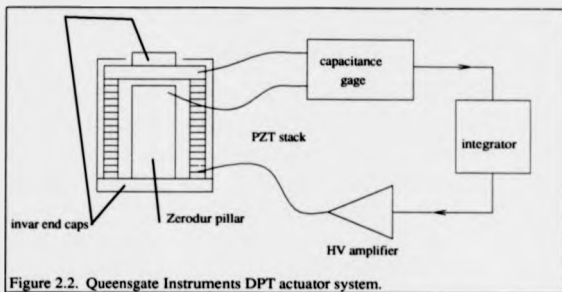 capacitance
gage
PZT stack
integrator
invar end caps
Zerodur pillar
HV amplifier
Figure 2.2. Queensgate Instruments DPT actuator system.